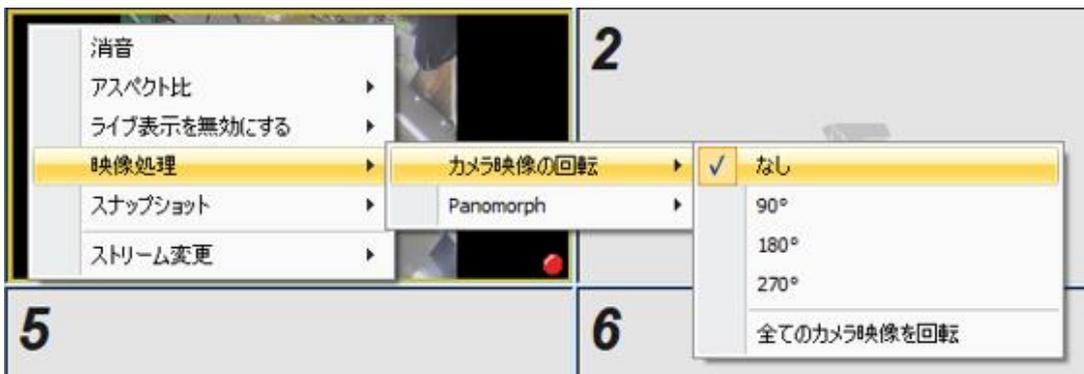 消音
アスペクト比
ライブ表示を無効にする
映像処理
スナップショット
ストリーム変更
カメラ映像の回転
Panomorph
なし
90°
180°
270°
全てのカメラ映像を回転
2
5
6